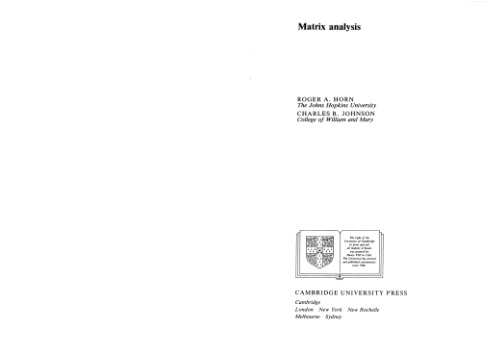 Matrix analysis
ROGER A. HORN
The Johns Hopkins University
CHARLES R. JOHNSON
College of William and Mary
The right of the
University of Cambridge
to print and sell
all manner of books
was granted by
Henry VIII in 1534.
The University has printed
and published continuously
since 1584.
CAMBRIDGE UNIVERSITY PRESS
Cambridge
London New York New Rochelle
Melbourne Sydney